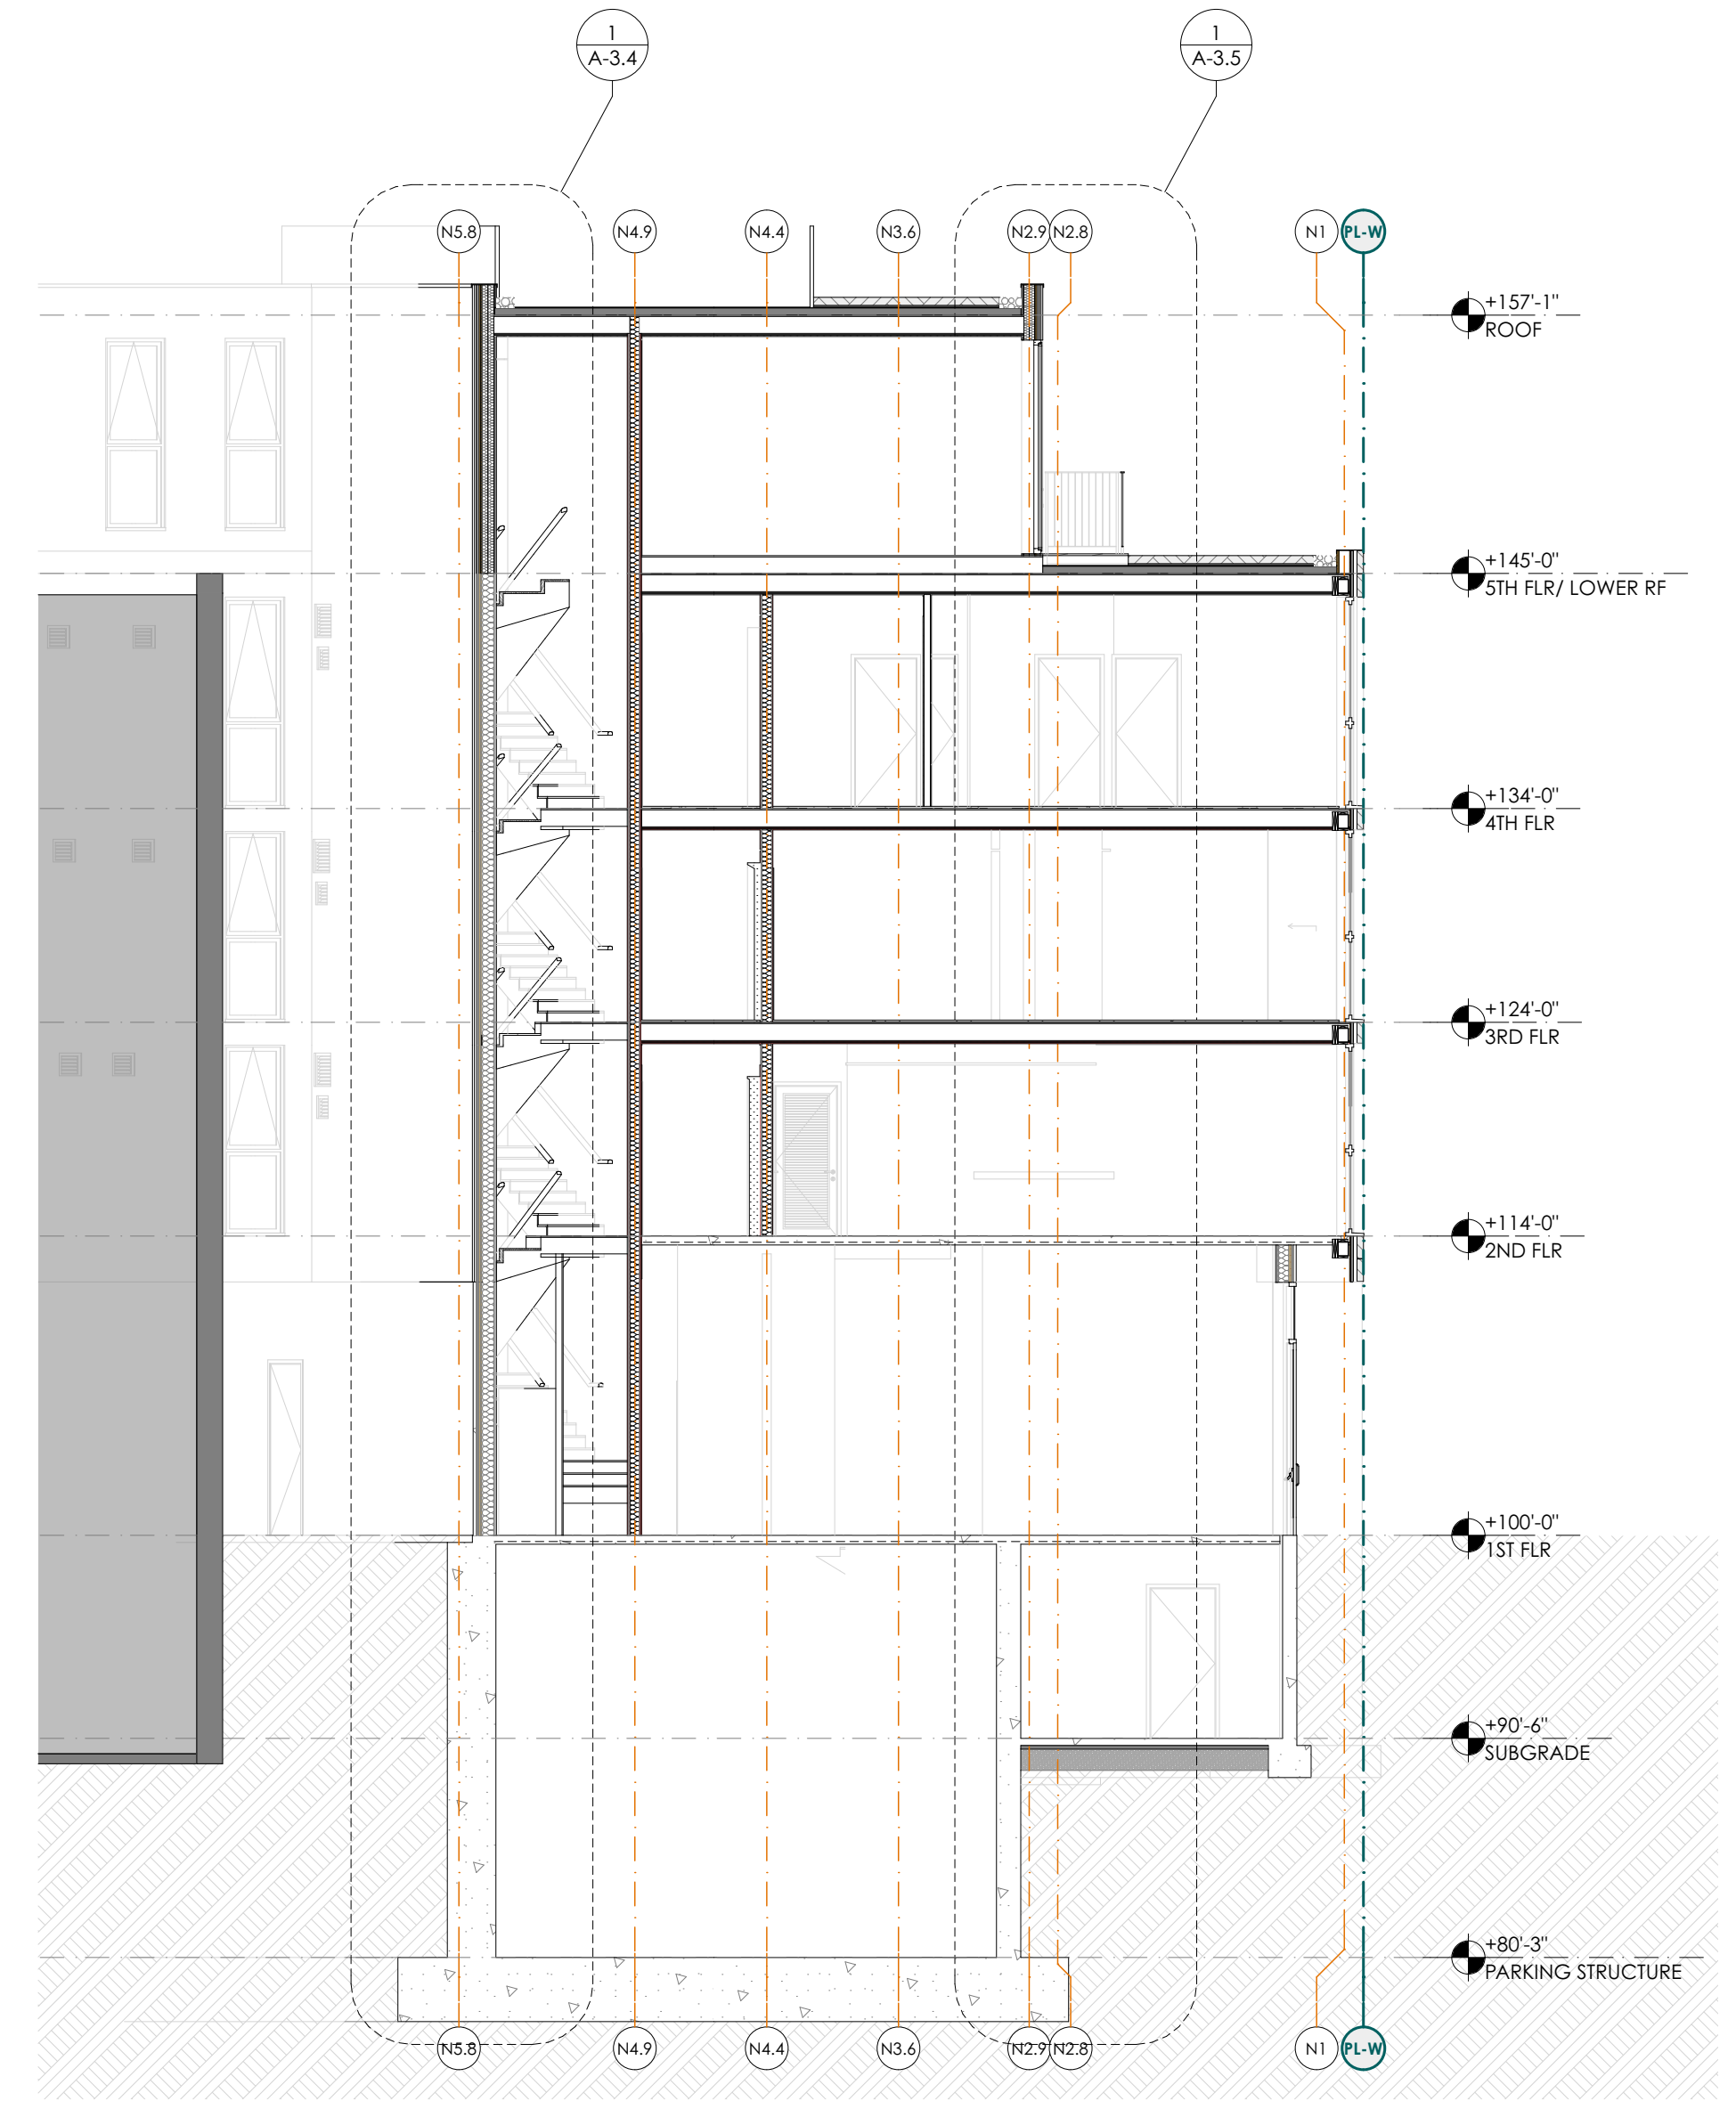 1
A-3.4
1
A-3.5
N5.8
N4.9
N4.4
N3.6
N2.9
N2.8
N1
PL-W
+157'-1"
ROOF
+145'-0"
5TH FLR/ LOWER RF
+134'-0"
4TH FLR
+124'-0"
3RD FLR
+114'-0"
2ND FLR
+100'-0"
1ST FLR
+90'-6"
SUBGRADE
+80'-3"
PARKING STRUCTURE
N5.8
N4.9
N4.4
N3.6
N2.9
N2.8
N1
PL-W